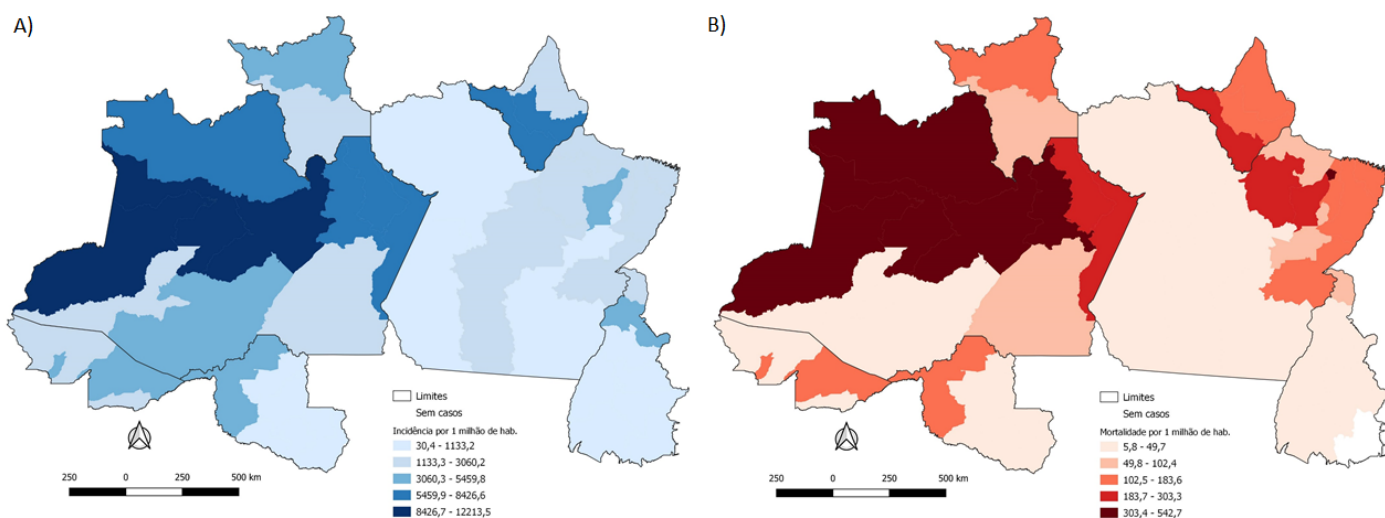 A)
Limites
Sem casos
Incidência por 1 milhão de hab.
30,4 - 1133,2
1133,3 - 3060,2
3060,3 - 5459,8
5459,9 - 8426,6
8426,7 - 12213,5
250 0 250 500 km
B)
Limites
Sem casos
Mortalidade por 1 milhão de hab.
5,8 - 49,7
49,8 - 102,4
102,5 - 183,6
183,7 - 303,3
303,4 - 542,7
250 0 250 500 km